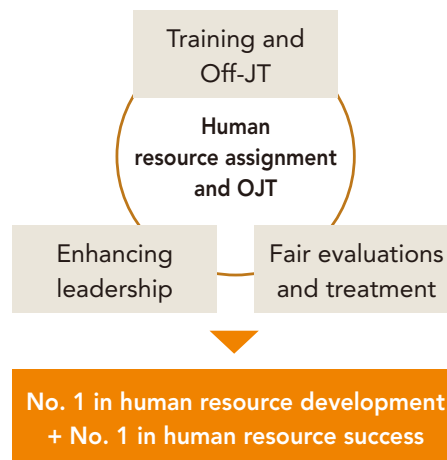 Training and
Off-JT
Human
resource assignment
and OJT
Enhancing
leadership
Fair evaluations
and treatment
No. 1 in human resource development
+ No. 1 in human resource success